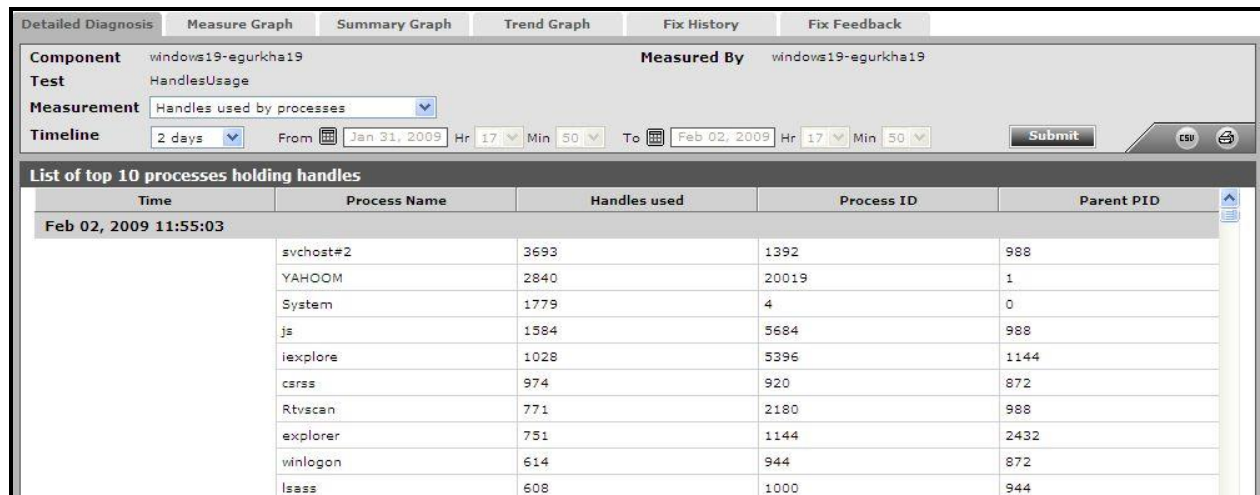 Detailed Diagnosis Measure Graph Summary Graph Trend Graph Fix History Fix Feedback
Component windows19-egurkha19 Measured By windows19-egurkha19
Test HandlesUsage
Measurement Handles used by processes
Timeline 2 days From Jan 31, 2009 Hr 17 Min 50 To Feb 02, 2009 Hr 17 Min 50 Submit CSV
List of top 10 processes holding handles
Time Process Name Handles used Process ID Parent PID
Feb 02, 2009 11:55:03
svchost#2 3693 1392 988
YAHOOM 2840 20019 1
System 1779 4 0
js 1584 5684 988
iexplore 1028 5396 1144
csrss 974 920 872
Rtvscan 771 2180 988
explorer 751 1144 2432
winlogon 614 944 872
lsass 608 1000 944